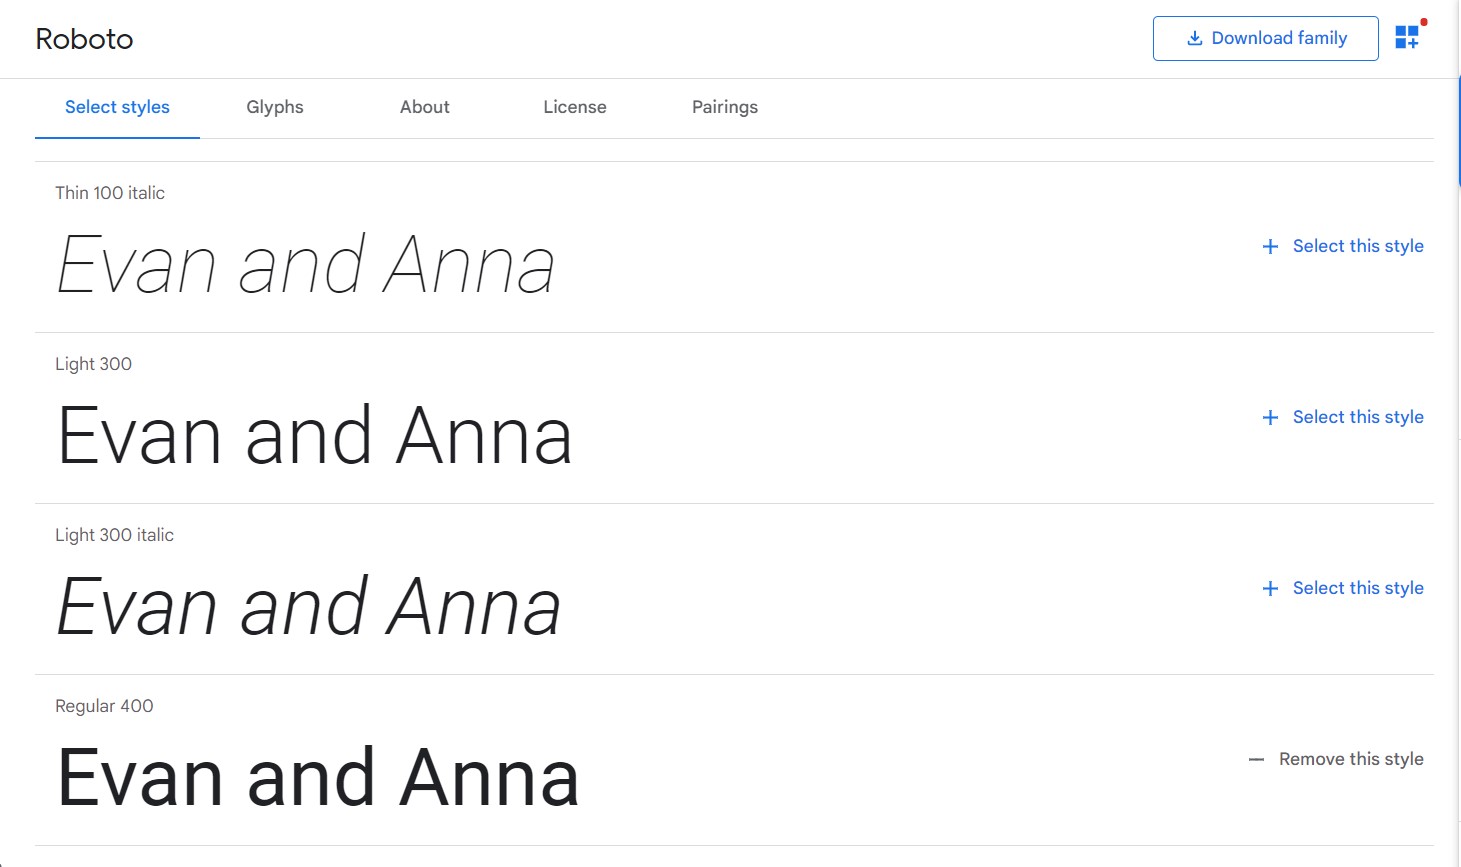 Roboto
Download family
Select styles
Glyphs
About
License
Pairings
Thin 100 italic
Evan and Anna
Select this style
Light 300
Evan and Anna
Select this style
Light 300 italic
Evan and Anna
Select this style
Regular 400
Evan and Anna
Remove this style